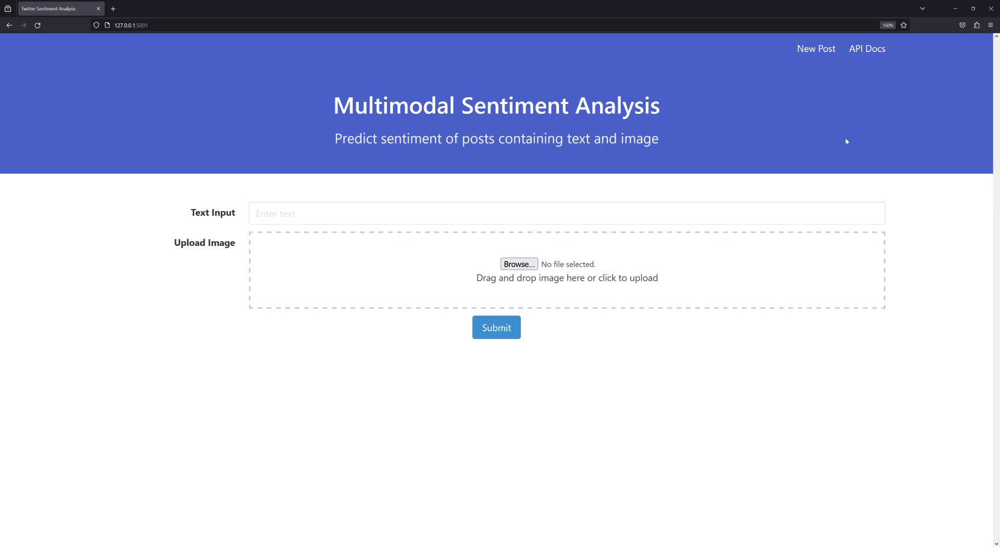 Twitter Sentiment Analysis
127.0.0.1:5001
150%
New Post
API Docs
Multimodal Sentiment Analysis
Predict sentiment of posts containing text and image
Text Input
Enter text
Upload Image
Browse... No file selected.
Drag and drop image here or click to upload
Submit